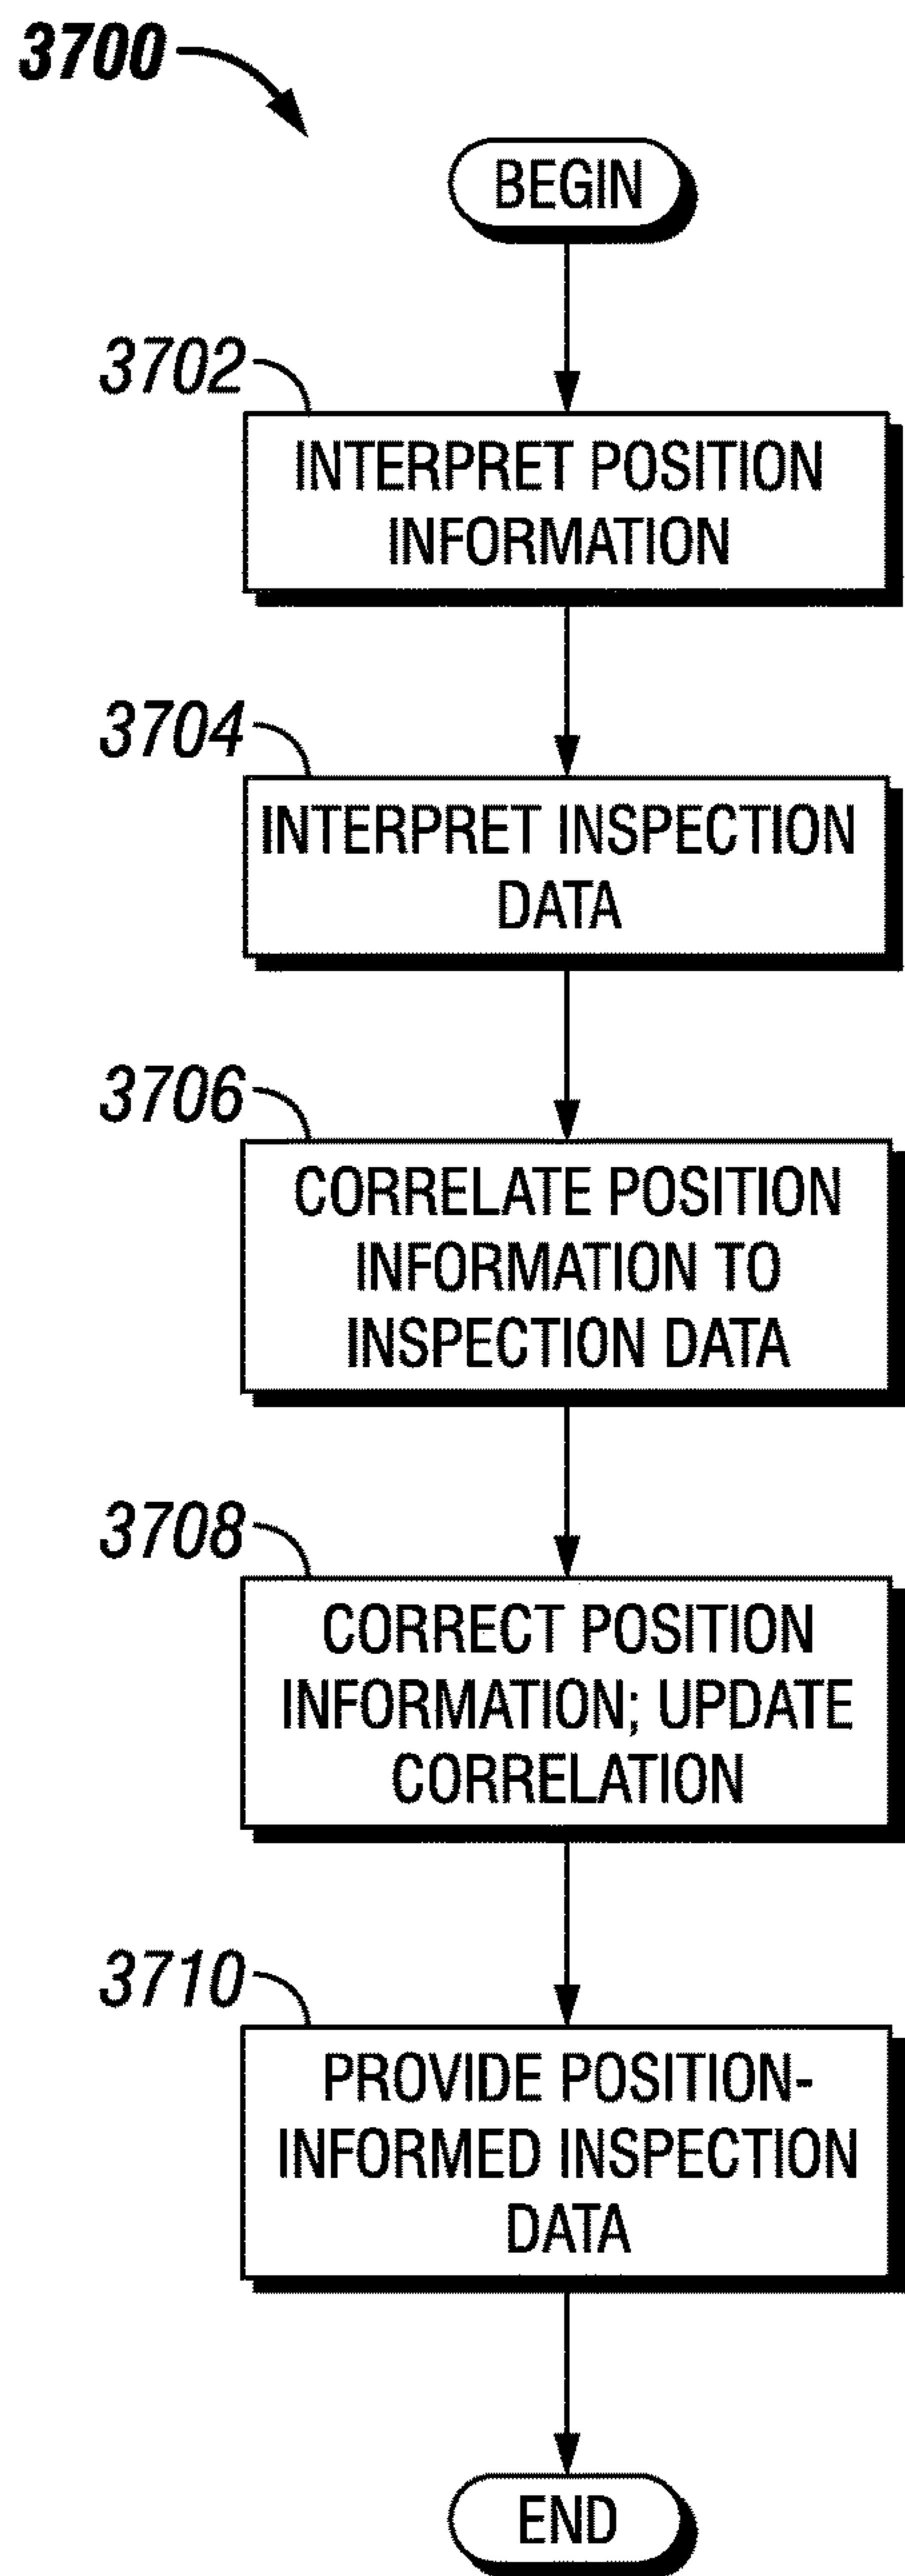 3700
BEGIN
3702
INTERPRET POSITION
INFORMATION
3704
INTERPRET INSPECTION
DATA
3706
CORRELATE POSITION
INFORMATION TO
INSPECTION DATA
3708
CORRECT POSITION
INFORMATION; UPDATE
CORRELATION
3710
PROVIDE POSITION-
INFORMED INSPECTION
DATA
END